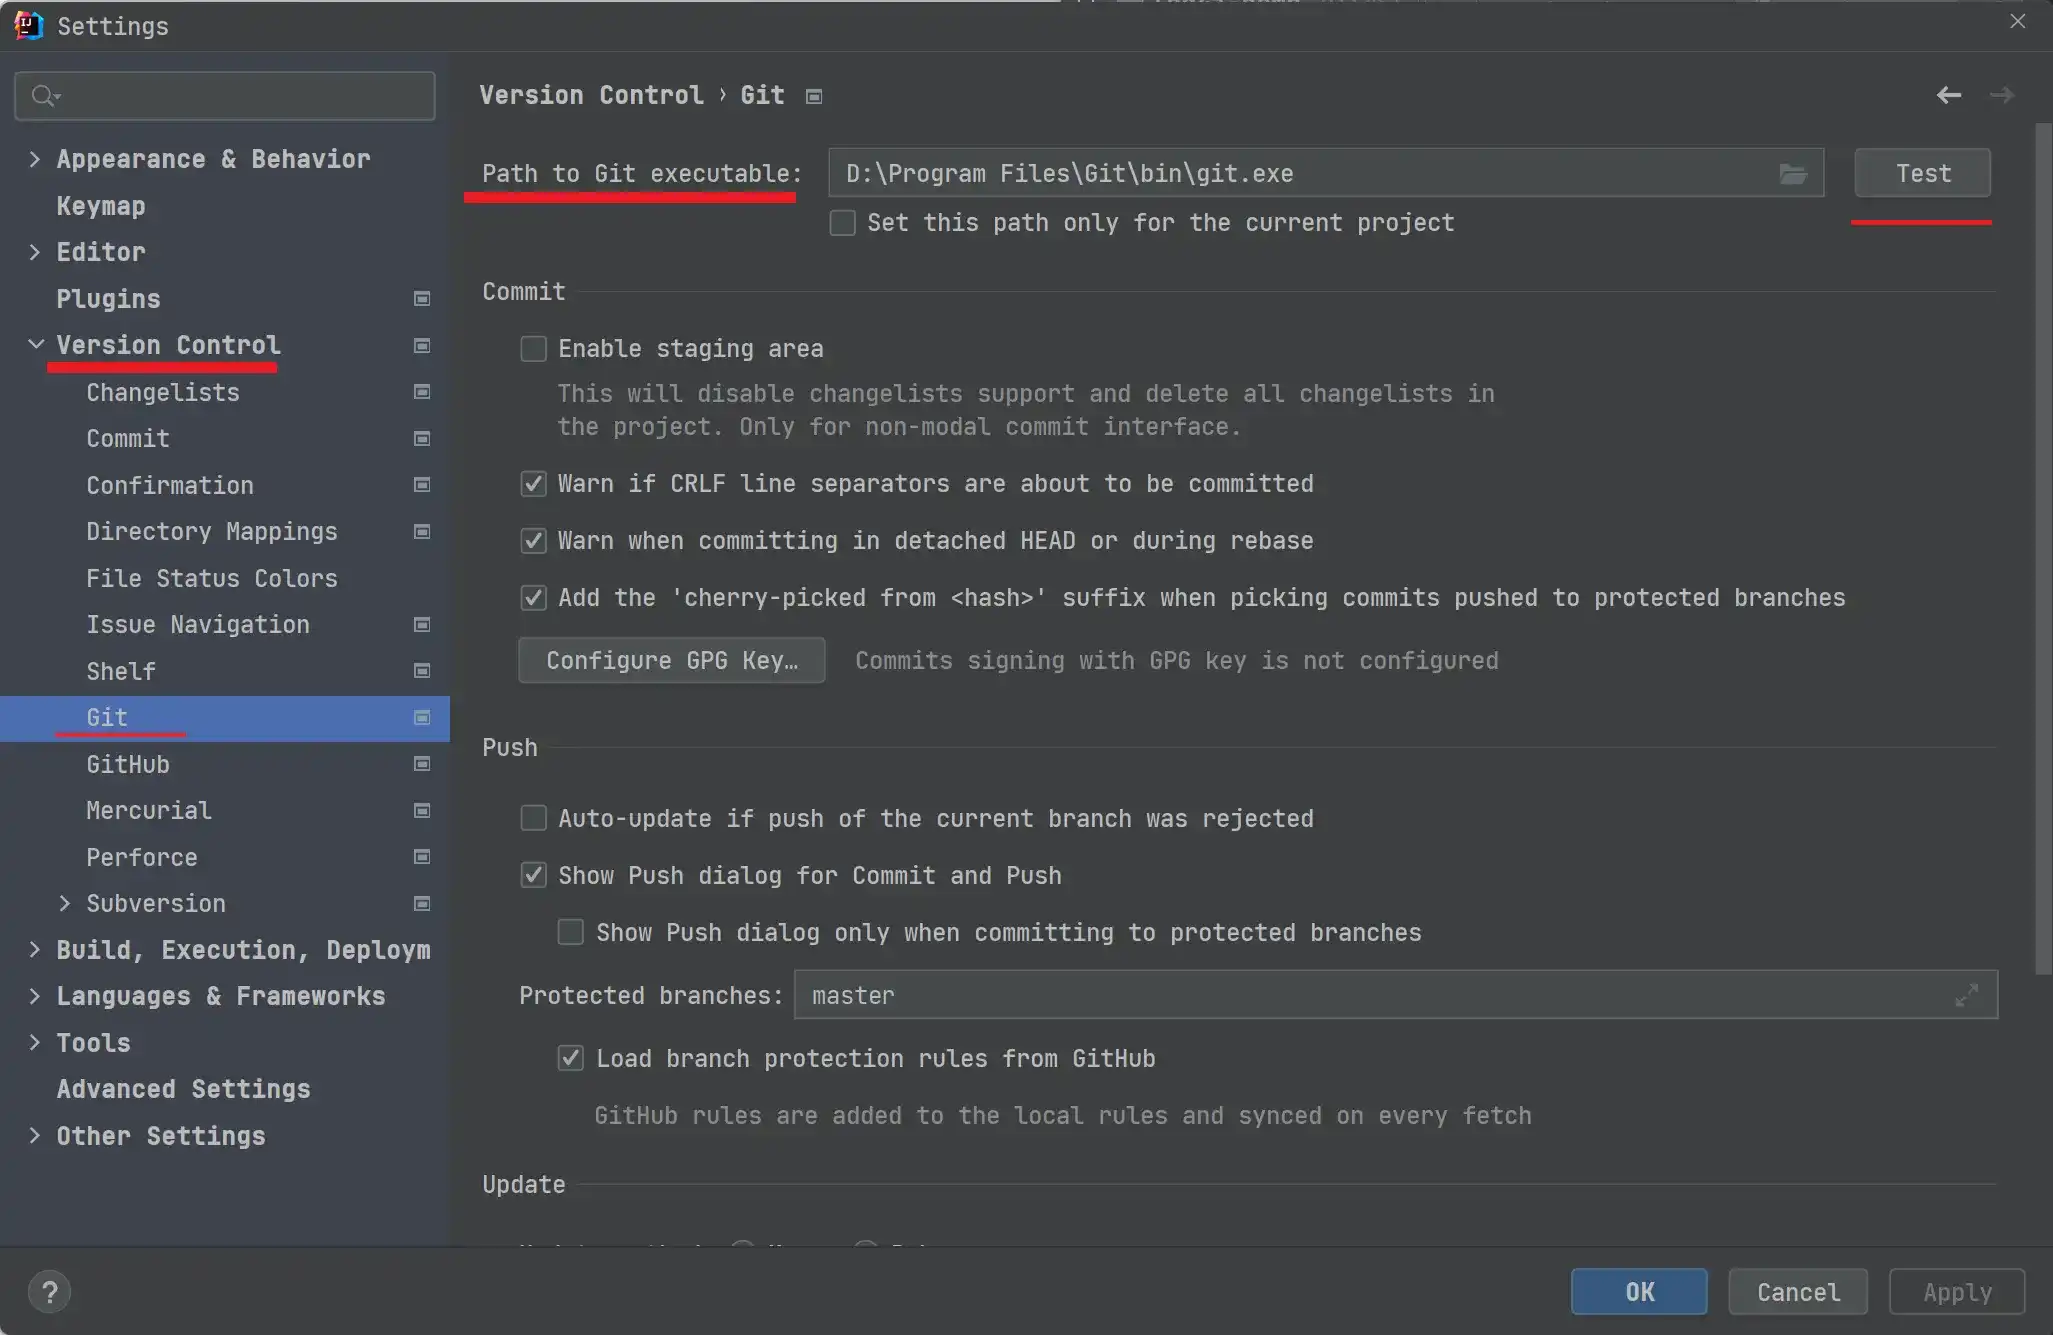 Settings
Appearance & Behavior
Keymap
Editor
Plugins
Version Control
Changelists
Commit
Confirmation
Directory Mappings
File Status Colors
Issue Navigation
Shelf
Git
GitHub
Mercurial
Perforce
Subversion
Build, Execution, Deploym
Languages & Frameworks
Tools
Advanced Settings
Other Settings
Version Control › Git
Path to Git executable: D:\Program Files\Git\bin\git.exe Test
Set this path only for the current project
Commit
Enable staging area
This will disable changelists support and delete all changelists in
the project. Only for non-modal commit interface.
Warn if CRLF line separators are about to be committed
Warn when committing in detached HEAD or during rebase
Add the 'cherry-picked from <hash>' suffix when picking commits pushed to protected branches
Configure GPG Key… Commits signing with GPG key is not configured
Push
Auto-update if push of the current branch was rejected
Show Push dialog for Commit and Push
Show Push dialog only when committing to protected branches
Protected branches: master
Load branch protection rules from GitHub
GitHub rules are added to the local rules and synced on every fetch
Update
? OK Cancel Apply